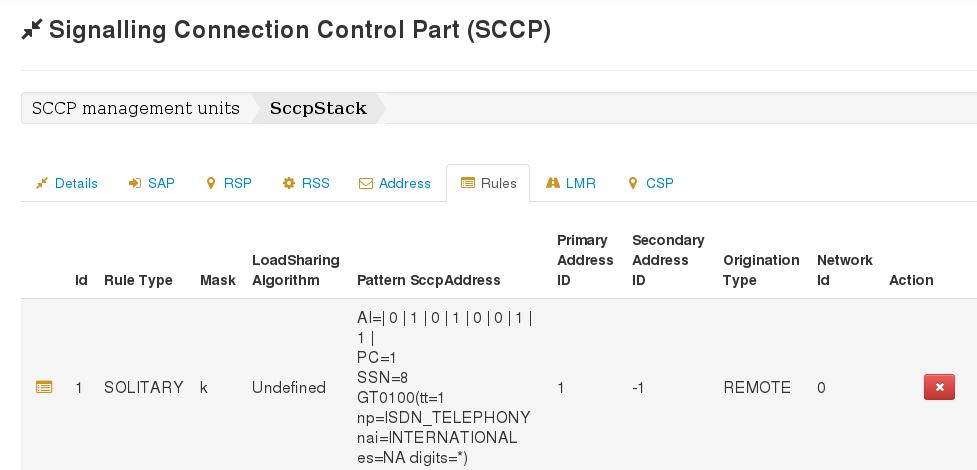 Signalling Connection Control Part (SCCP)
SCCP management units SccpStack
Details SAP RSP RSS Address Rules LMR CSP
Id Rule Type Mask LoadSharing Algorithm Pattern SccpAddress Primary Address ID Secondary Address ID Origination Type Network Id Action
AI=| 0 | 1 | 0 | 1 | 0 | 0 | 1 |
1 |
PC=1
SSN=8
1 SOLITARY k Undefined GT0100(tt=1 1 -1 REMOTE 0
np=ISDN_TELEPHONY
nai=INTERNATIONAL
es=NA digits=*)